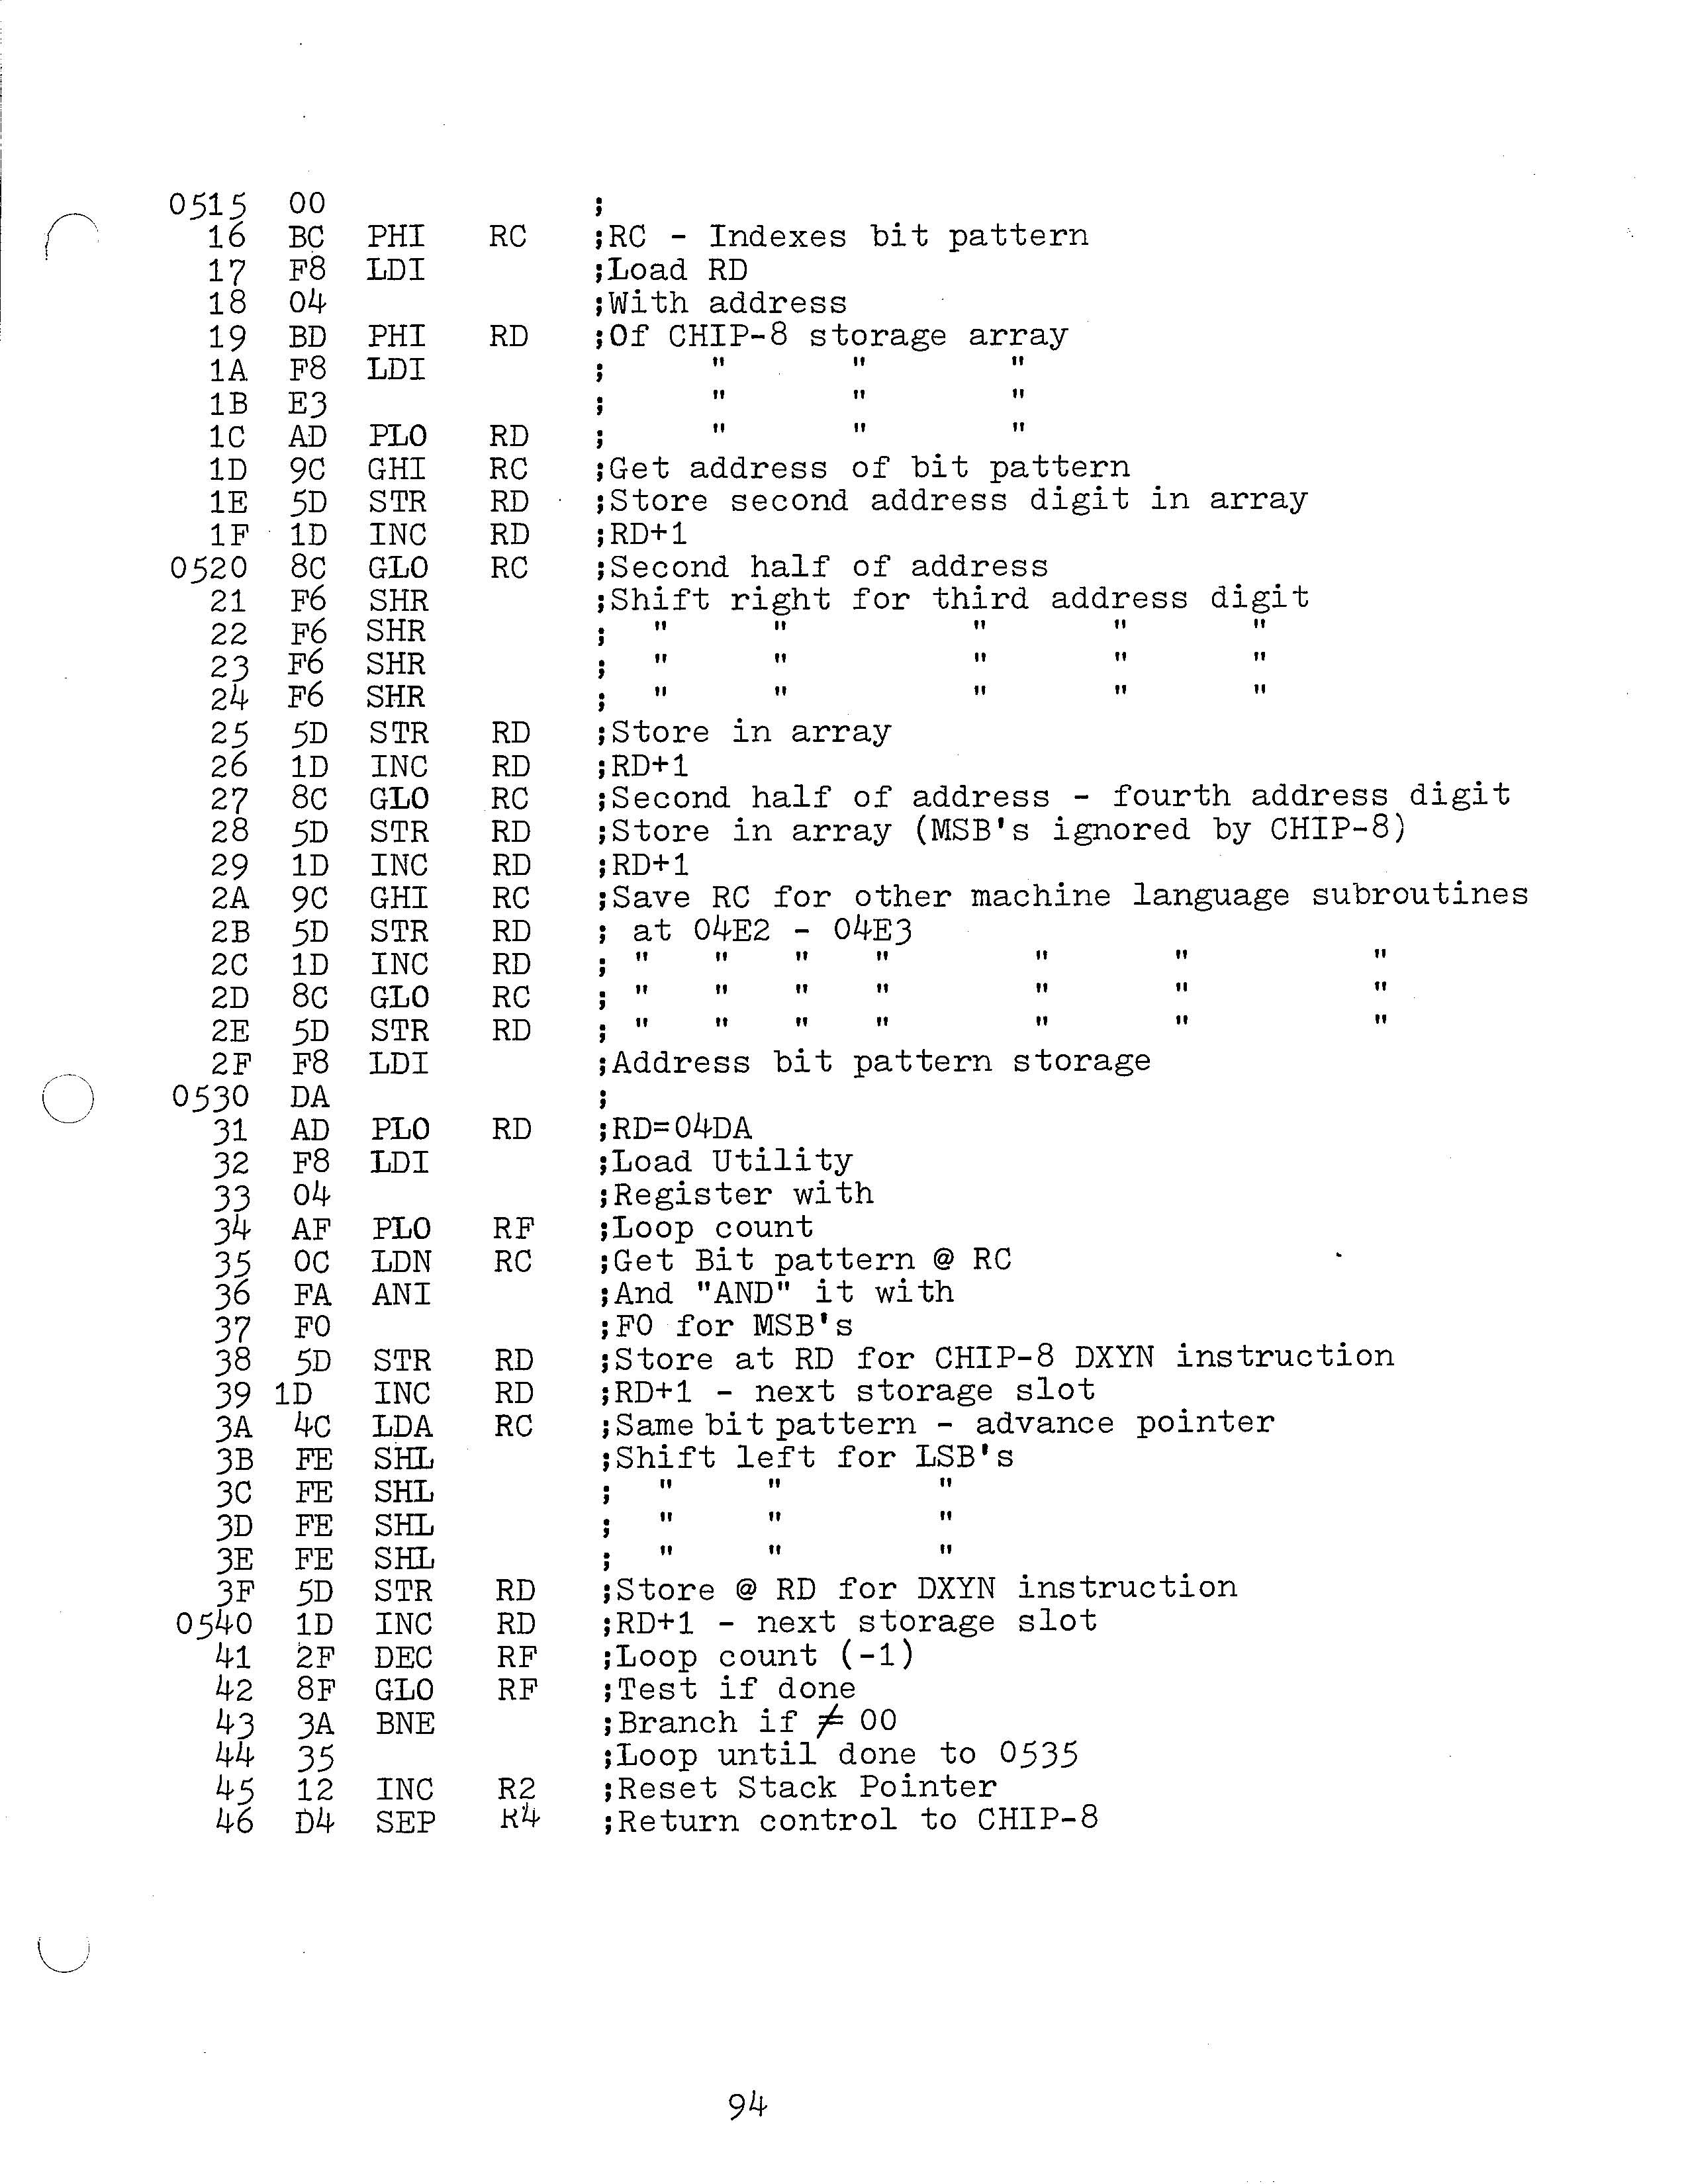 0515 00 ;
16 BC PHI RC ;RC - Indexes bit pattern
17 F8 LDI ;Load RD
18 04 ;With address
19 BD PHI RD ;Of CHIP-8 storage array
1A F8 LDI ; " " "
1B E3 ; " " "
1C AD PLO RD ; " " "
1D 9C GHI RC ;Get address of bit pattern
1E 5D STR RD ;Store second address digit in array
1F 1D INC RD ;RD+1
0520 8C GLO RC ;Second half of address
21 F6 SHR ;Shift right for third address digit
22 F6 SHR ; " " " " "
23 F6 SHR ; " " " " "
24 F6 SHR ; " " " " "
25 5D STR RD ;Store in array
26 1D INC RD ;RD+1
27 8C GLO RC ;Second half of address - fourth address digit
28 5D STR RD ;Store in array (MSB's ignored by CHIP-8)
29 1D INC RD ;RD+1
2A 9C GHI RC ;Save RC for other machine language subroutines
2B 5D STR RD ; at 04E2 - 04E3
2C 1D INC RD ; " " " " " " "
2D 8C GLO RC ; " " " " " " "
2E 5D STR RD ; " " " " " " "
2F F8 LDI ;Address bit pattern storage
0530 DA ;
31 AD PLO RD ;RD=04DA
32 F8 LDI ;Load Utility
33 04 ;Register with
34 AF PLO RF ;Loop count
35 0C LDN RC ;Get Bit pattern @ RC
36 FA ANI ;And "AND" it with
37 F0 ;F0 for MSB's
38 5D STR RD ;Store at RD for CHIP-8 DXYN instruction
39 1D INC RD ;RD+1 - next storage slot
3A 4C LDA RC ;Same bit pattern - advance pointer
3B FE SHL ;Shift left for LSB's
3C FE SHL ; " " "
3D FE SHL ; " " "
3E FE SHL ; " " "
3F 5D STR RD ;Store @ RD for DXYN instruction
0540 1D INC RD ;RD+1 - next storage slot
41 2F DEC RF ;Loop count (-1)
42 8F GLO RF ;Test if done
43 3A BNE ;Branch if ≠ 00
44 35 ;Loop until done to 0535
45 12 INC R2 ;Reset Stack Pointer
46 D4 SEP R4 ;Return control to CHIP-8
94